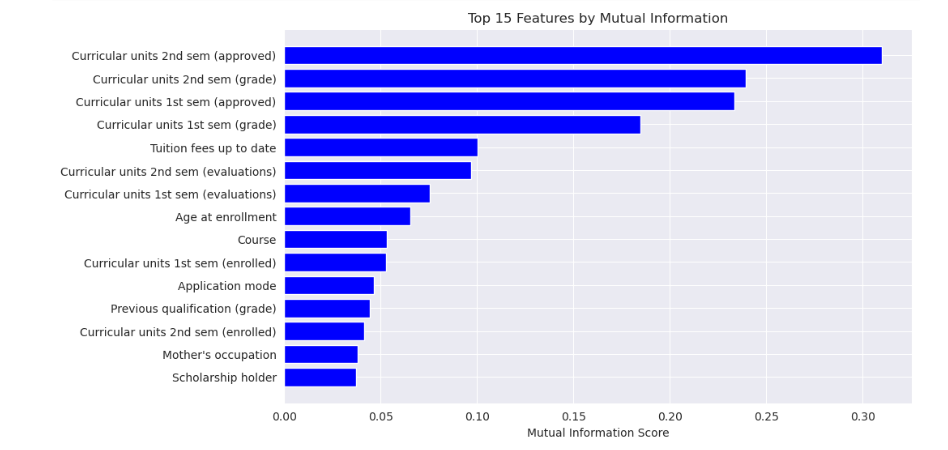 Top 15 Features by Mutual Information
Curricular units 2nd sem (approved)
Curricular units 2nd sem (grade)
Curricular units 1st sem (approved)
Curricular units 1st sem (grade)
Tuition fees up to date
Curricular units 2nd sem (evaluations)
Curricular units 1st sem (evaluations)
Age at enrollment
Course
Curricular units 1st sem (enrolled)
Application mode
Previous qualification (grade)
Curricular units 2nd sem (enrolled)
Mother's occupation
Scholarship holder
0.00 0.05 0.10 0.15 0.20 0.25 0.30
Mutual Information Score